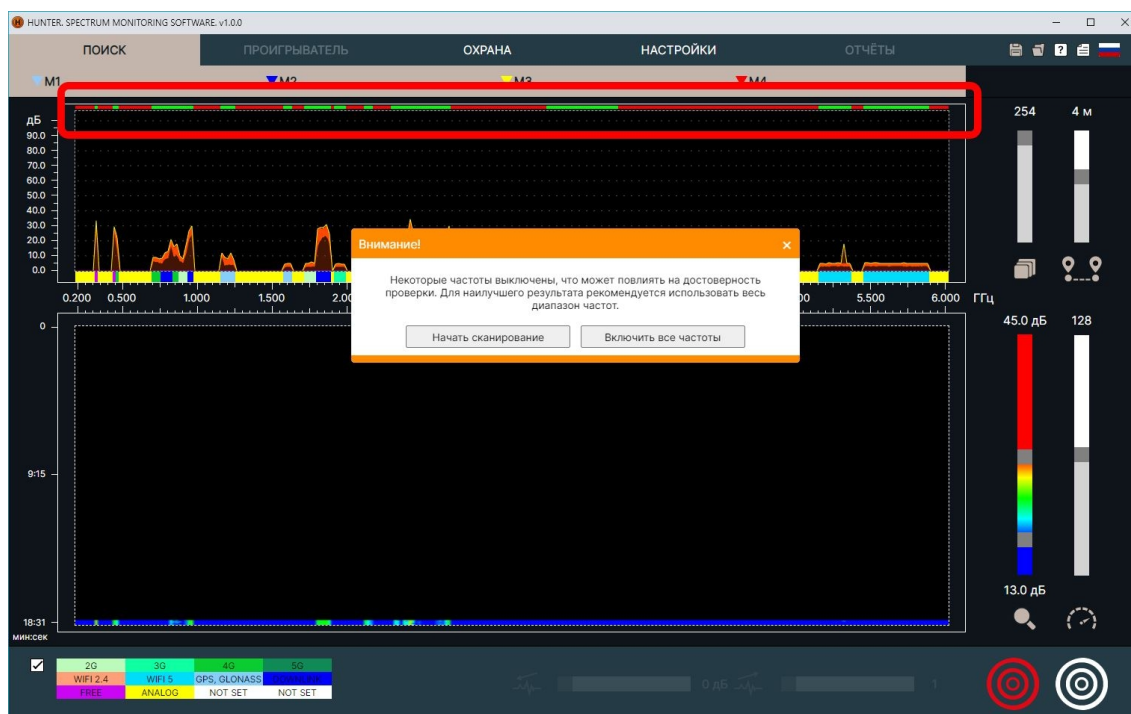 HUNTER. SPECTRUM MONITORING SOFTWARE. v1.0.0
ПОИСК ПРОИГРЫВАТЕЛЬ ОХРАНА НАСТРОЙКИ ОТЧЁТЫ
M1 M2 M3 M4
254 4 м
дБ
90.0
80.0
70.0
60.0
50.0
40.0
30.0
20.0
10.0
0.0
Внимание!
Некоторые частоты выключены, что может повлиять на достоверность
проверки. Для наилучшего результата рекомендуется использовать весь
диапазон частот.
Начать сканирование Включить все частоты
0.200 0.500 1.000 1.500 5.500 6.000 ГГц
45.0 дБ 128
0
9:15
18:31
мин:сек
13.0 дБ
2G 3G 4G 5G
WIFI 2.4 WIFI 5 GPS, GLONASS
FREE ANALOG NOT SET NOT SET
0 дБ 1